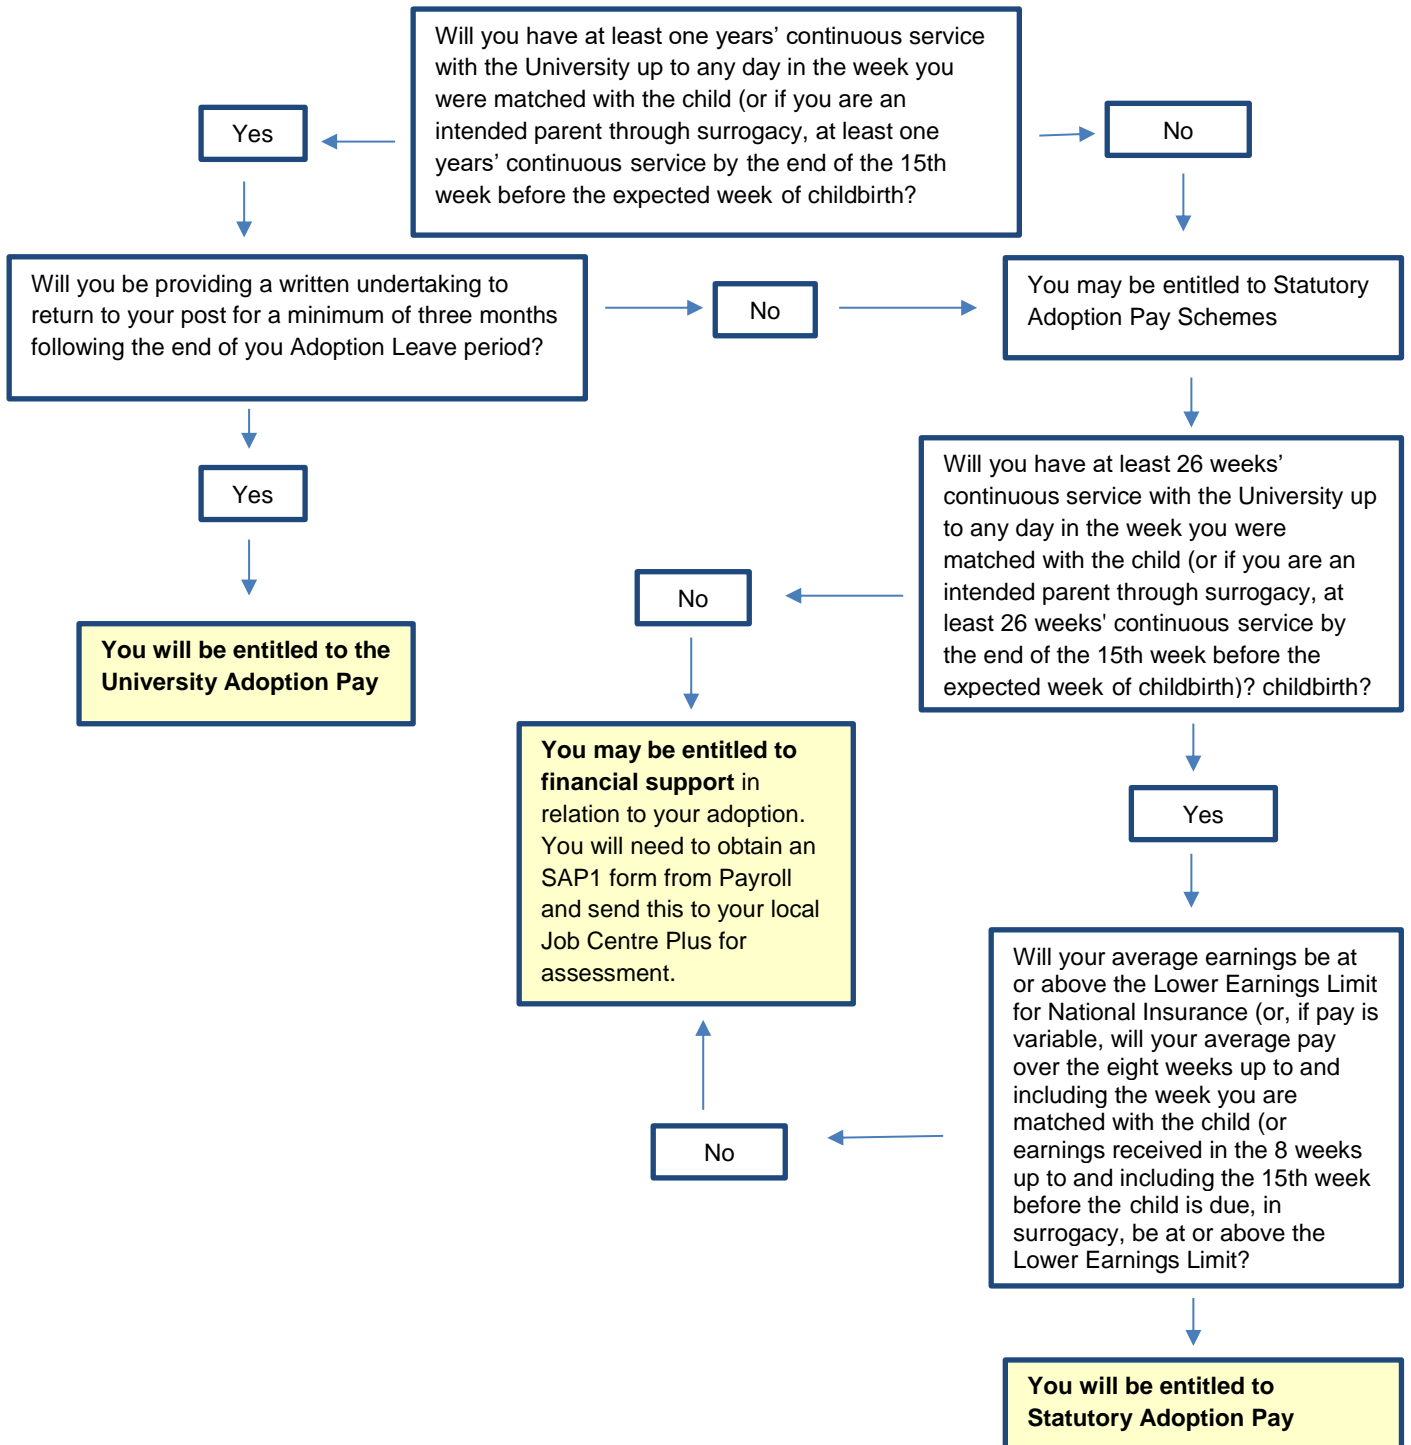 Will you have at least one years’ continuous service
with the University up to any day in the week you
were matched with the child (or if you are an
intended parent through surrogacy, at least one
years’ continuous service by the end of the 15th
week before the expected week of childbirth?
Yes
No
Will you be providing a written undertaking to
return to your post for a minimum of three months
following the end of you Adoption Leave period?
No
You may be entitled to Statutory
Adoption Pay Schemes
Yes
Will you have at least 26 weeks’
continuous service with the University up
to any day in the week you were
matched with the child (or if you are an
intended parent through surrogacy, at
least 26 weeks' continuous service by
the end of the 15th week before the
expected week of childbirth)? childbirth?
No
You will be entitled to the
University Adoption Pay
You may be entitled to
financial support in
relation to your adoption.
You will need to obtain an
SAP1 form from Payroll
and send this to your local
Job Centre Plus for
assessment.
Yes
Will your average earnings be at
or above the Lower Earnings Limit
for National Insurance (or, if pay is
variable, will your average pay
over the eight weeks up to and
including the week you are
matched with the child (or
earnings received in the 8 weeks
up to and including the 15th week
before the child is due, in
surrogacy, be at or above the
Lower Earnings Limit?
No
You will be entitled to
Statutory Adoption Pay